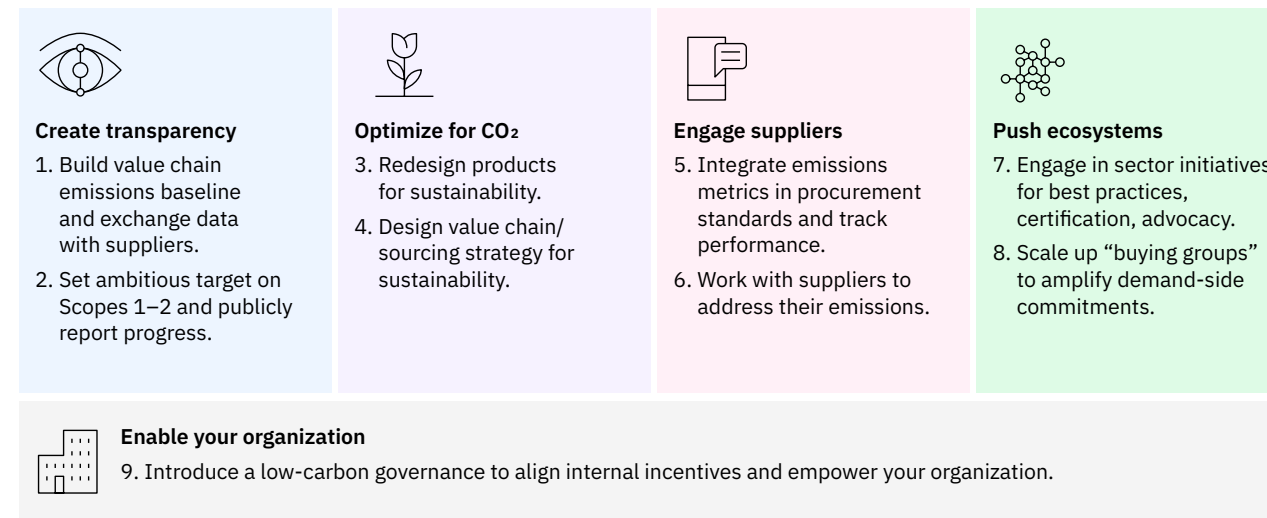 Create transparency
1. Build value chain
emissions baseline
and exchange data
with suppliers.
2. Set ambitious target on
Scopes 1–2 and publicly
report progress.
Optimize for CO₂
3. Redesign products
for sustainability.
4. Design value chain/
sourcing strategy for
sustainability.
Engage suppliers
5. Integrate emissions
metrics in procurement
standards and track
performance.
6. Work with suppliers to
address their emissions.
Push ecosystems
7. Engage in sector initiatives
for best practices,
certification, advocacy.
8. Scale up “buying groups”
to amplify demand-side
commitments.
Enable your organization
9. Introduce a low-carbon governance to align internal incentives and empower your organization.